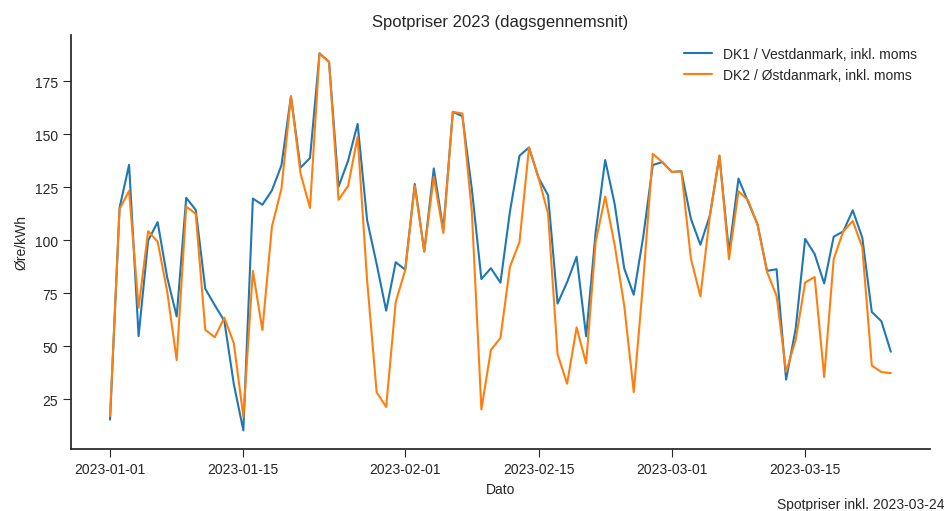 Spotpriser 2023 (dagsgennemsnit)
DK1 / Vestdanmark, inkl. moms
DK2 / Østdanmark, inkl. moms
Øre/kWh
175
150
125
100
75
50
25
2023-01-01 2023-01-15 2023-02-01 2023-02-15 2023-03-01 2023-03-15
Dato
Spotpriser inkl. 2023-03-24